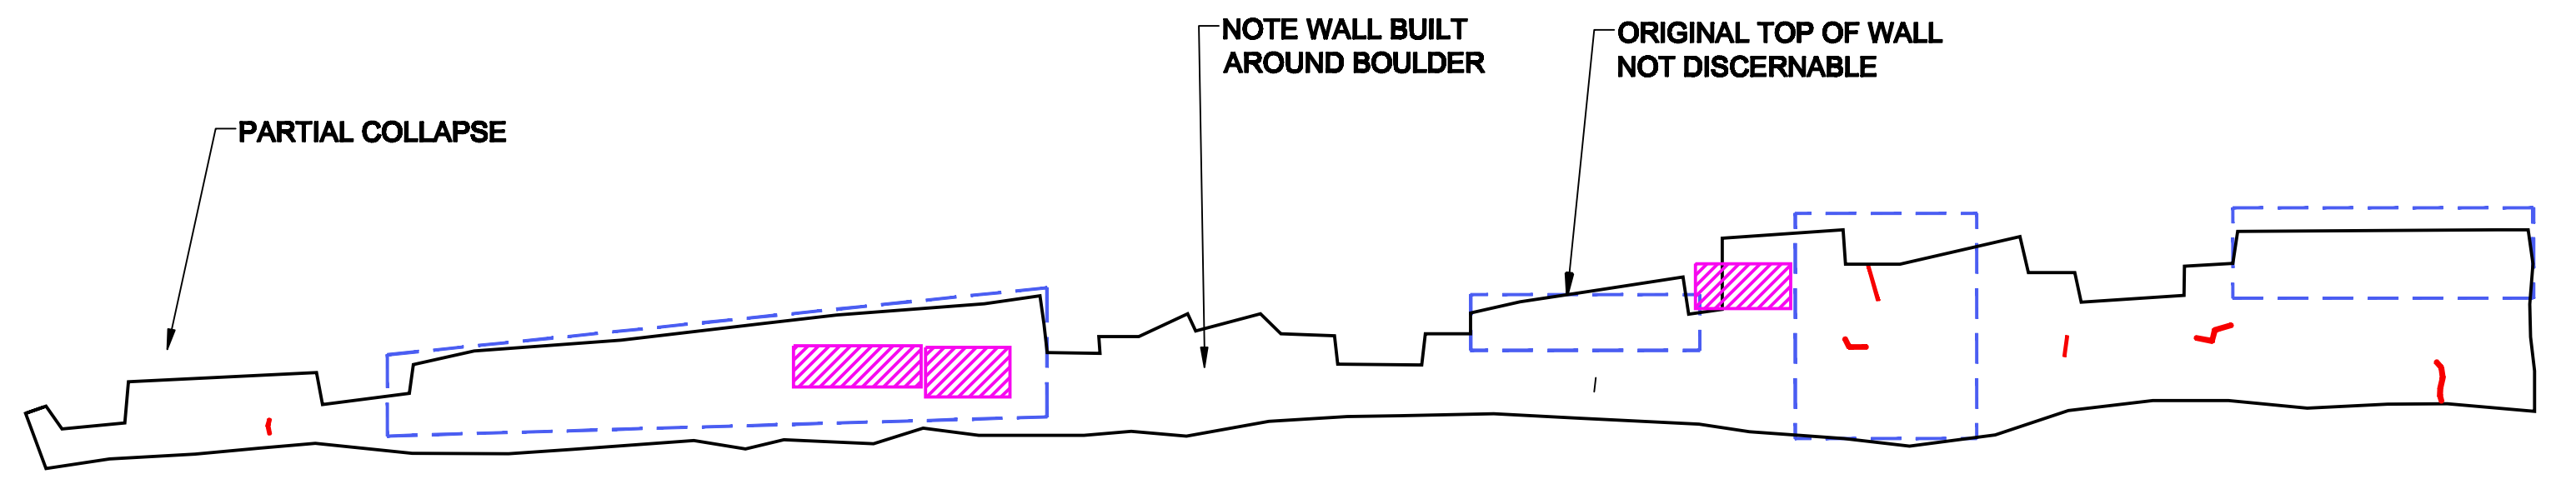 NOTE WALL BUILT
AROUND BOULDER
ORIGINAL TOP OF WALL
NOT DISCERNABLE
PARTIAL COLLAPSE